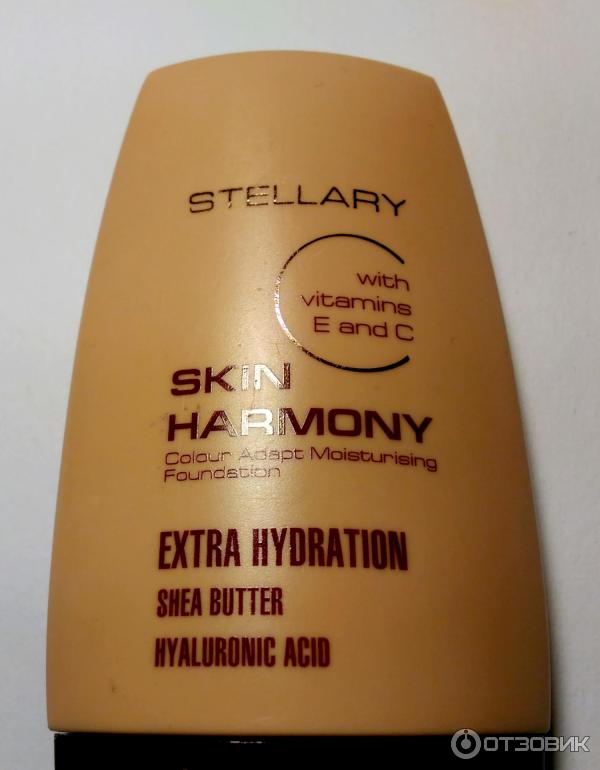 STELLARY
with
vitamins
E and C
SKIN
HARMONY
Colour Adapt Moisturising
Foundation
EXTRA HYDRATION
SHEA BUTTER
HYALURONIC ACID
ОТЗОВИК